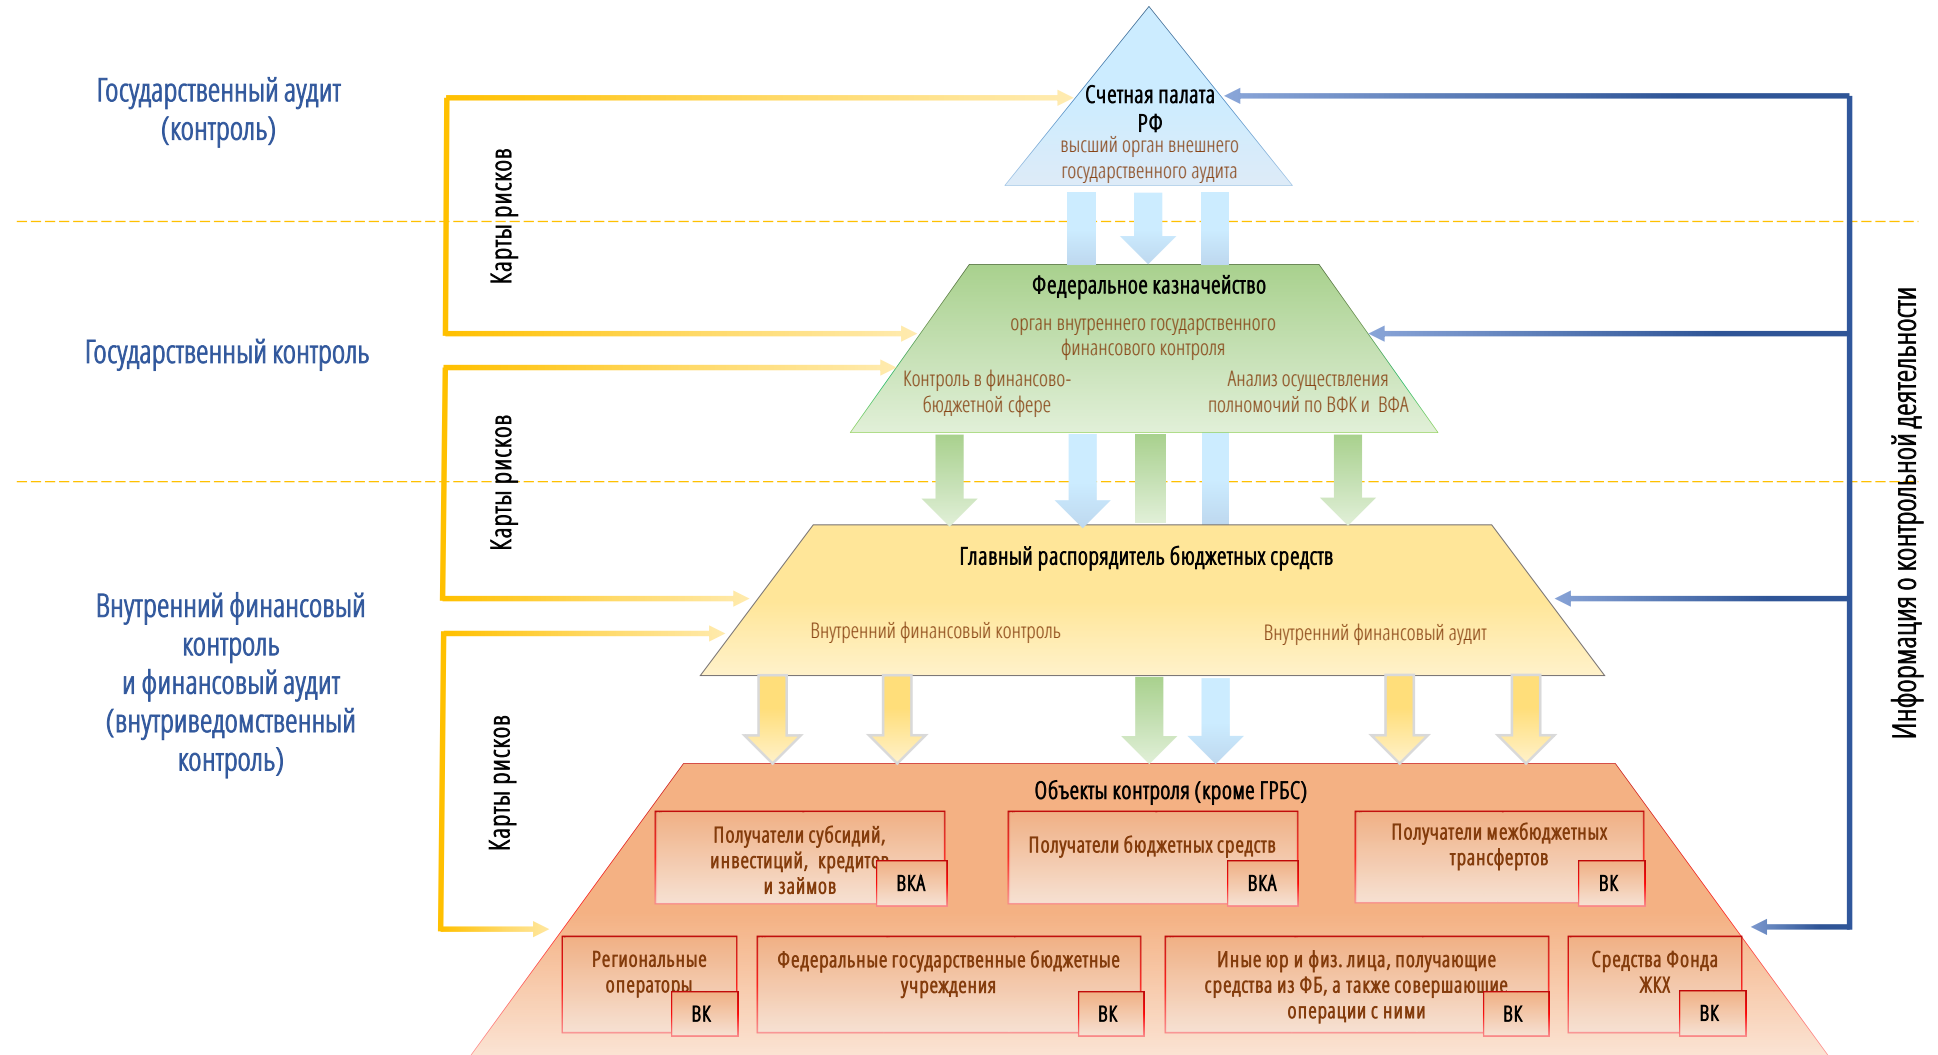 Государственный аудит
(контроль)
Счетная палата
РФ
высший орган внешнего
государственного аудита
Карты рисков
Федеральное казначейство
орган внутреннего государственного
финансового контроля
Государственный контроль
Контроль в финансово-
бюджетной сфере
Анализ осуществления
полномочий по ВФК и ВФА
Карты рисков
Информация о контрольной деятельности
Главный распорядитель бюджетных средств
Внутренний финансовый контроль
Внутренний финансовый аудит
Внутренний финансовый
контроль
и финансовый аудит
(внутриведомственный
контроль)
Карты рисков
Объекты контроля (кроме ГРБС)
Получатели субсидий,
инвестиций, кредитов
и займов
ВКА
Получатели бюджетных средств
ВКА
Получатели межбюджетных
трансфертов
ВК
Региональные
операторы
ВК
Федеральные государственные бюджетные
учреждения
ВК
Иные юр и физ. лица, получающие
средства из ФБ, а также совершающие
операции с ними
ВК
Средства Фонда
ЖКХ
ВК